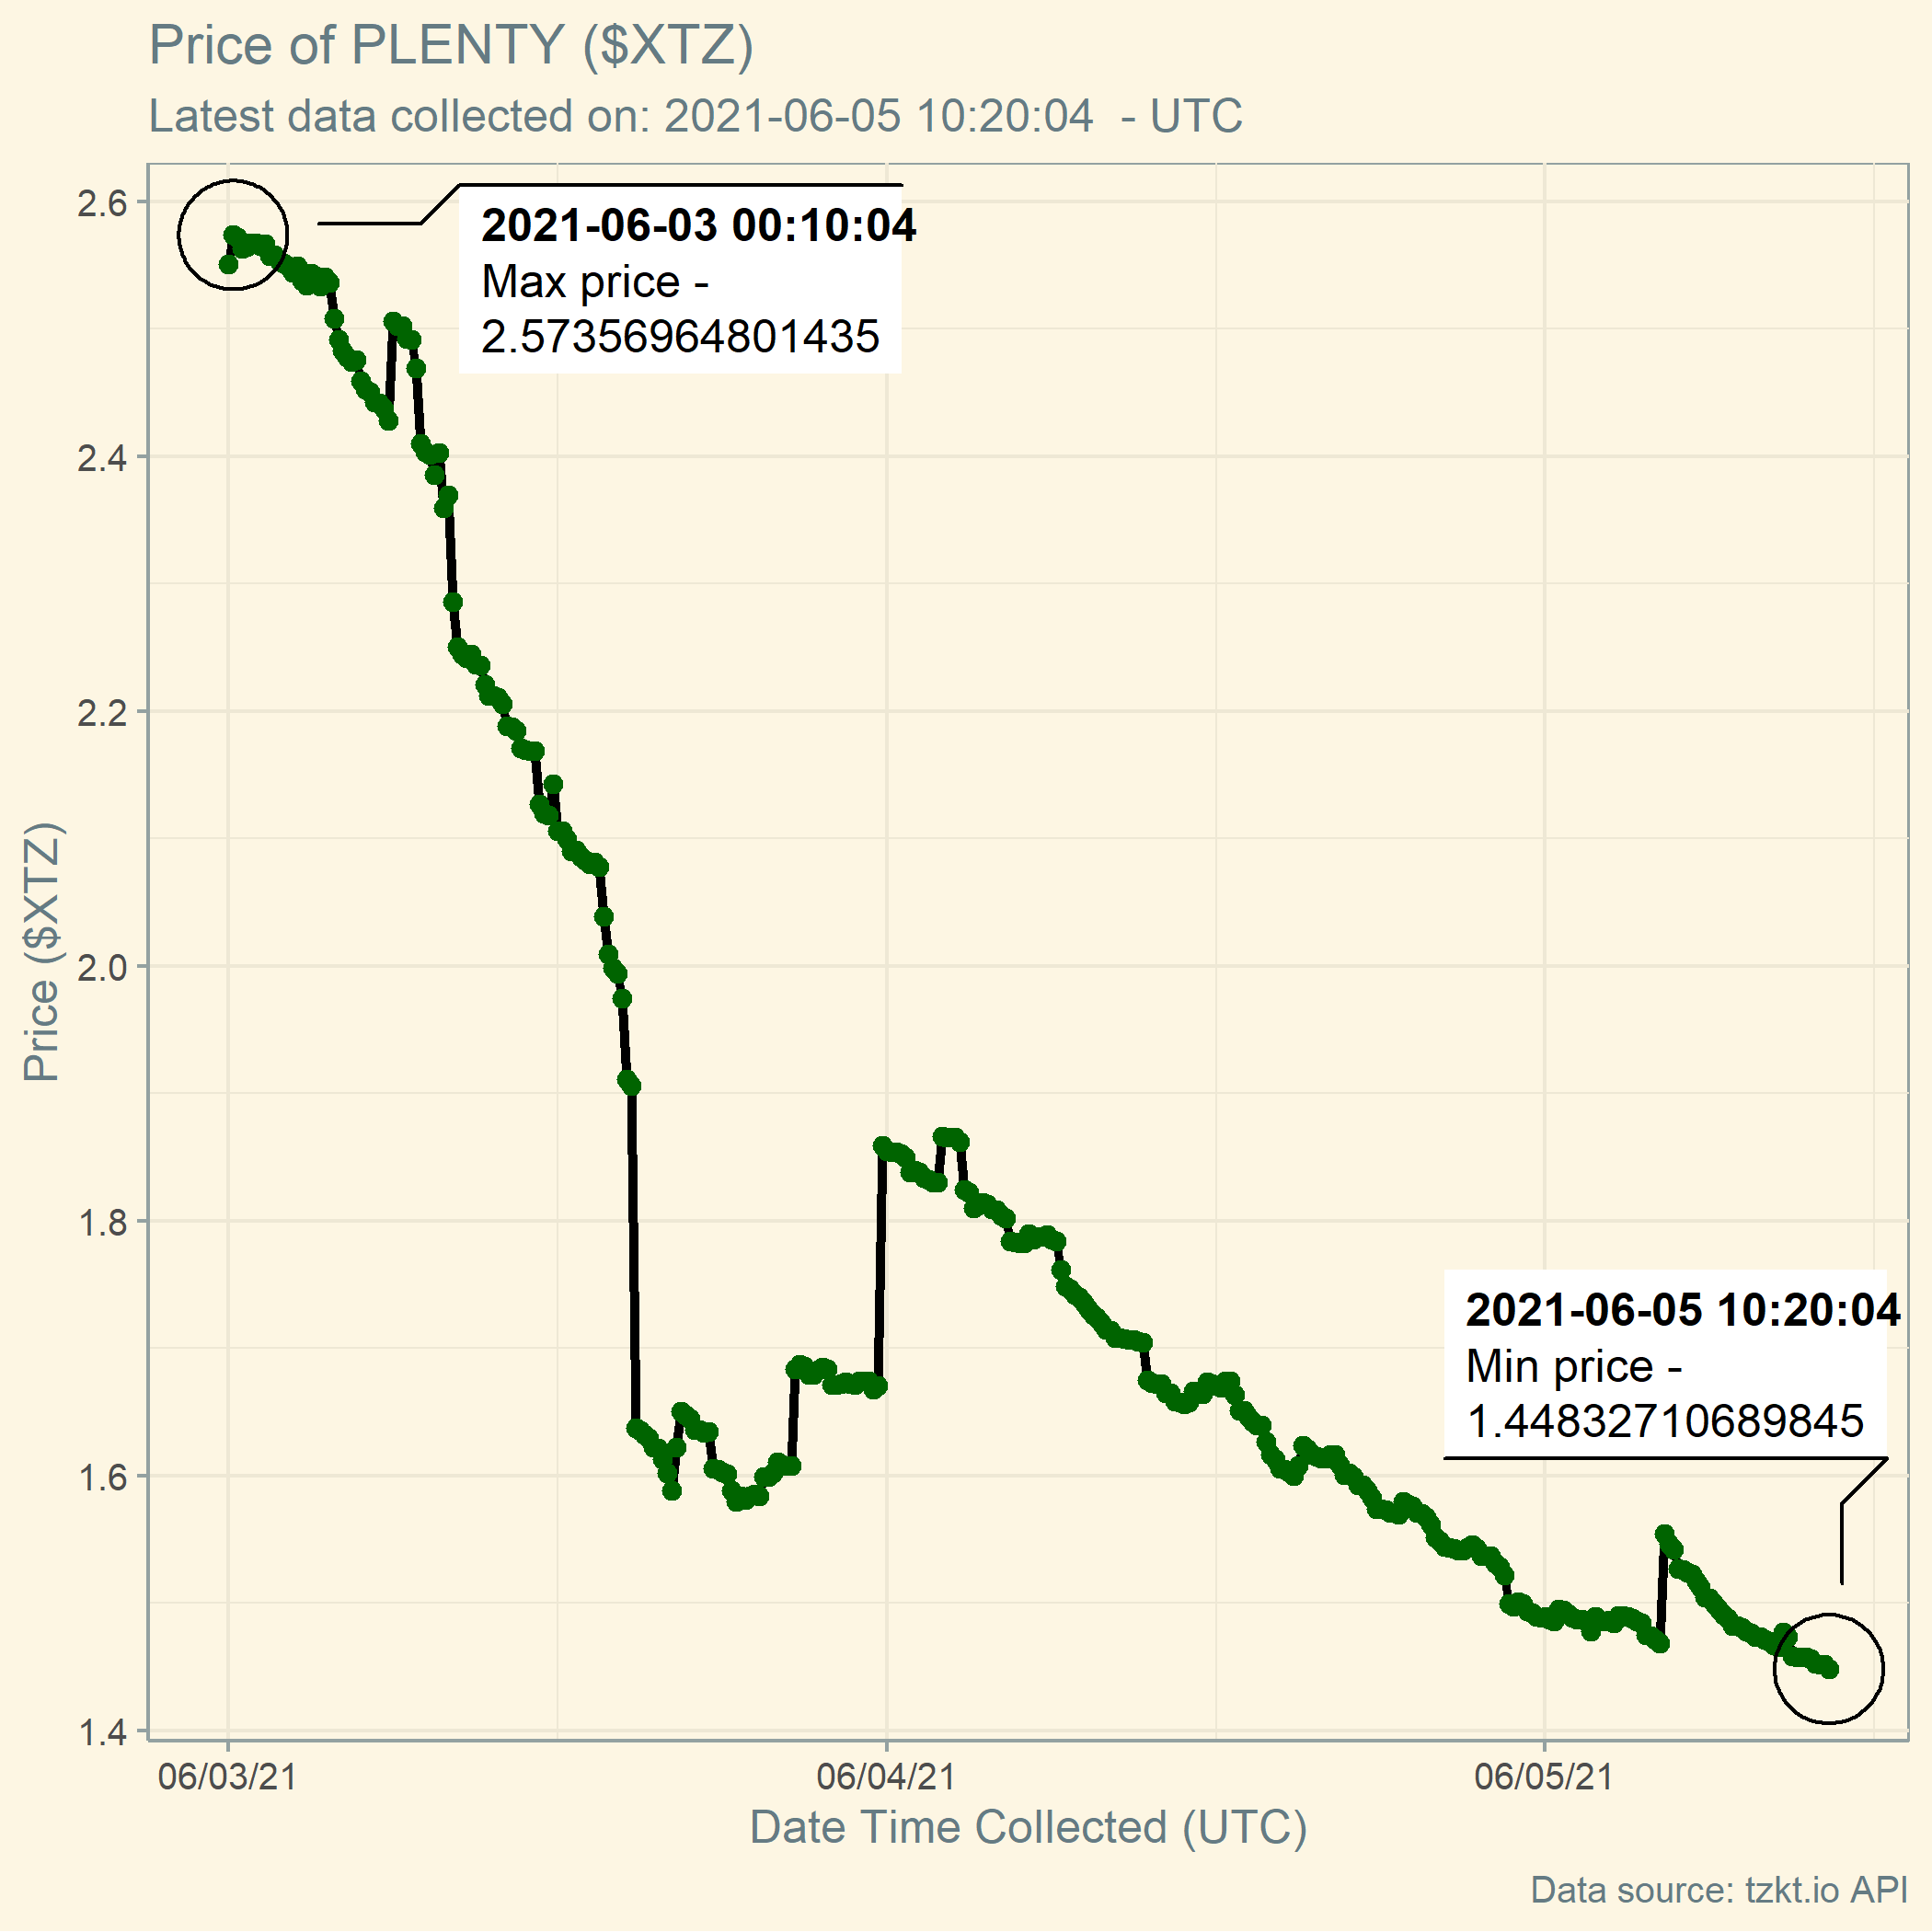 Price of PLENTY ($XTZ)
Latest data collected on: 2021-06-05 10:20:04  - UTC
2.6
2.4
2.2
2.0
1.8
1.6
1.4
Price ($XTZ)
2021-06-03 00:10:04
Max price -
2.57356964801435
2021-06-05 10:20:04
Min price -
1.44832710689845
06/03/21
06/04/21
06/05/21
Date Time Collected (UTC)
Data source: tzkt.io API